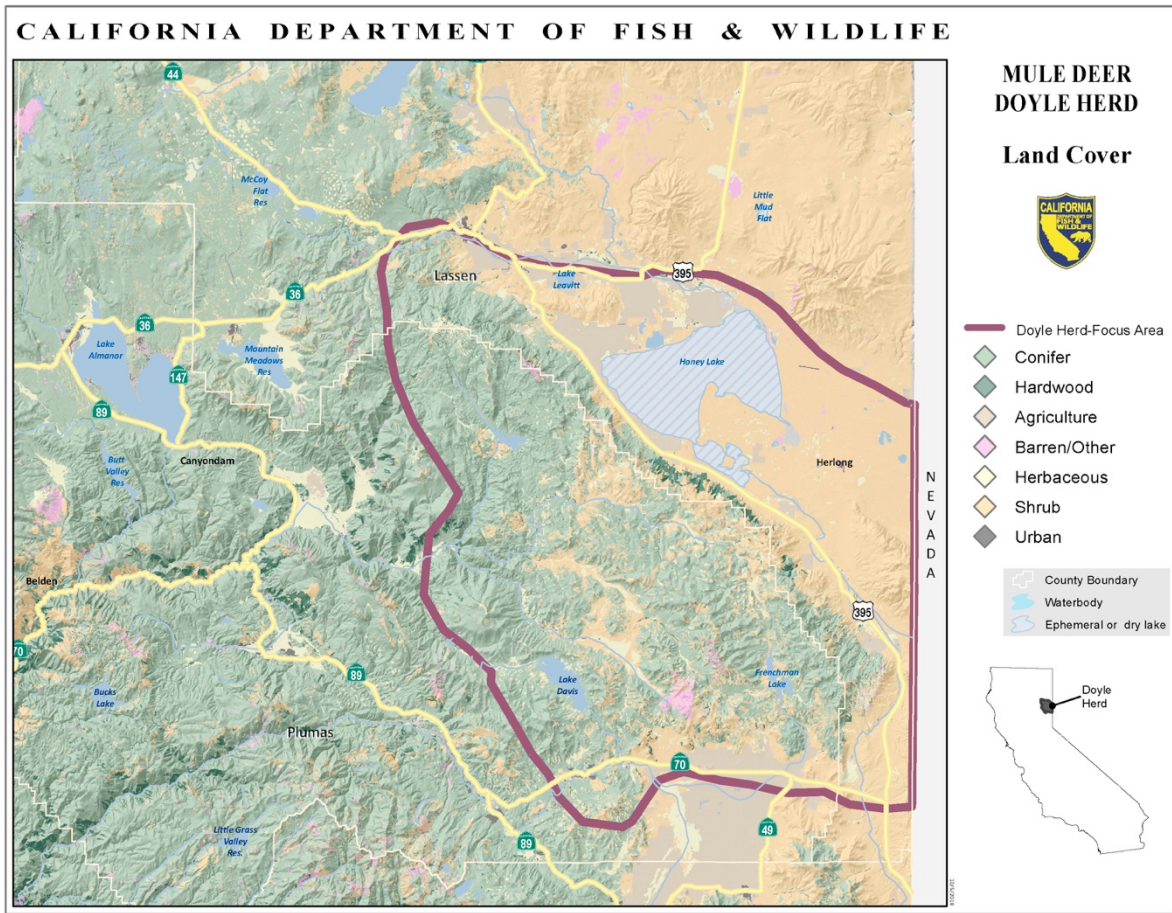 CALIFORNIA DEPARTMENT OF FISH & WILDLIFE
MULE DEER
DOYLE HERD
Land Cover
CALIFORNIA
DEPARTMENT OF
FISH &
WILDLIFE
Doyle Herd-Focus Area
Conifer
Hardwood
Agriculture
Barren/Other
Herbaceous
Shrub
Urban
County Boundary
Waterbody
Ephemeral or dry lake
Doyle
Herd
NEVADA
44
McCoy
Flat
Res
Little
Mud
Flat
Lassen
Lake
Leavitt
395
36
36
Lake
Almanor
Mountain
Meadows
Res
147
Honey Lake
89
Canyondam
Butt
Valley
Res
Herlong
Belden
395
70
89
Bucks
Lake
Lake
Davis
Frenchman
Lake
Plumas
70
Little Grass
Valley
Res.
89
49